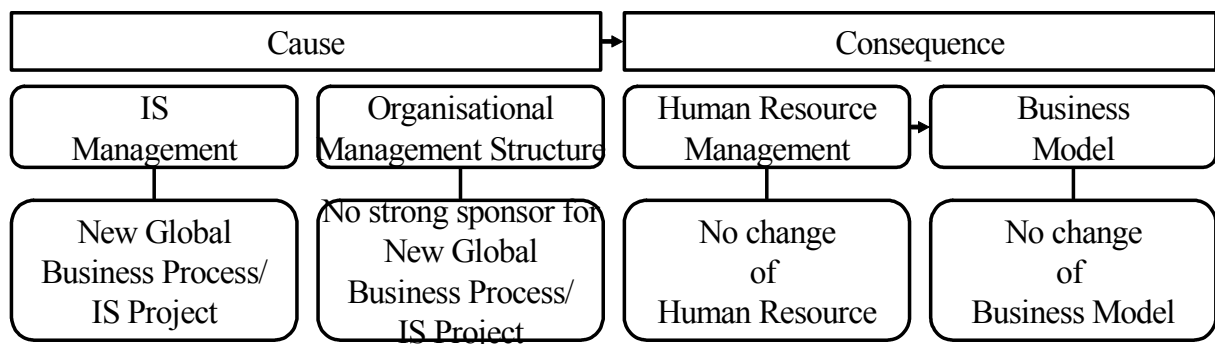 Cause
Consequence
IS
Management
Organisational
Management Structure
Human Resource
Management
Business
Model
New Global
Business Process/
IS Project
No strong sponsor for
New Global
Business Process/
IS Project
No change
of
Human Resource
No change
of
Business Model